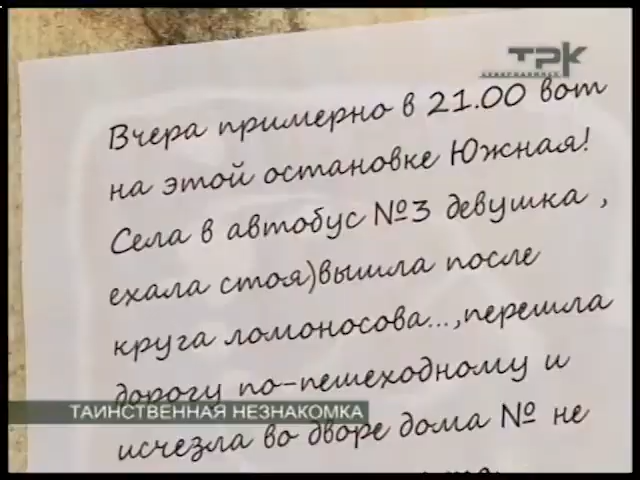 ТРК
Вчера примерно в 21.00 вот
на этой остановке Южная!
Села в автобус №3 девушка ,
ехала стоя)вышла после
круга ломоносова...,перешла
дорогу по-пешеходному и
ТАИНСТВЕННАЯ НЕЗНАКОМКА
исчезла во дворе дома № не